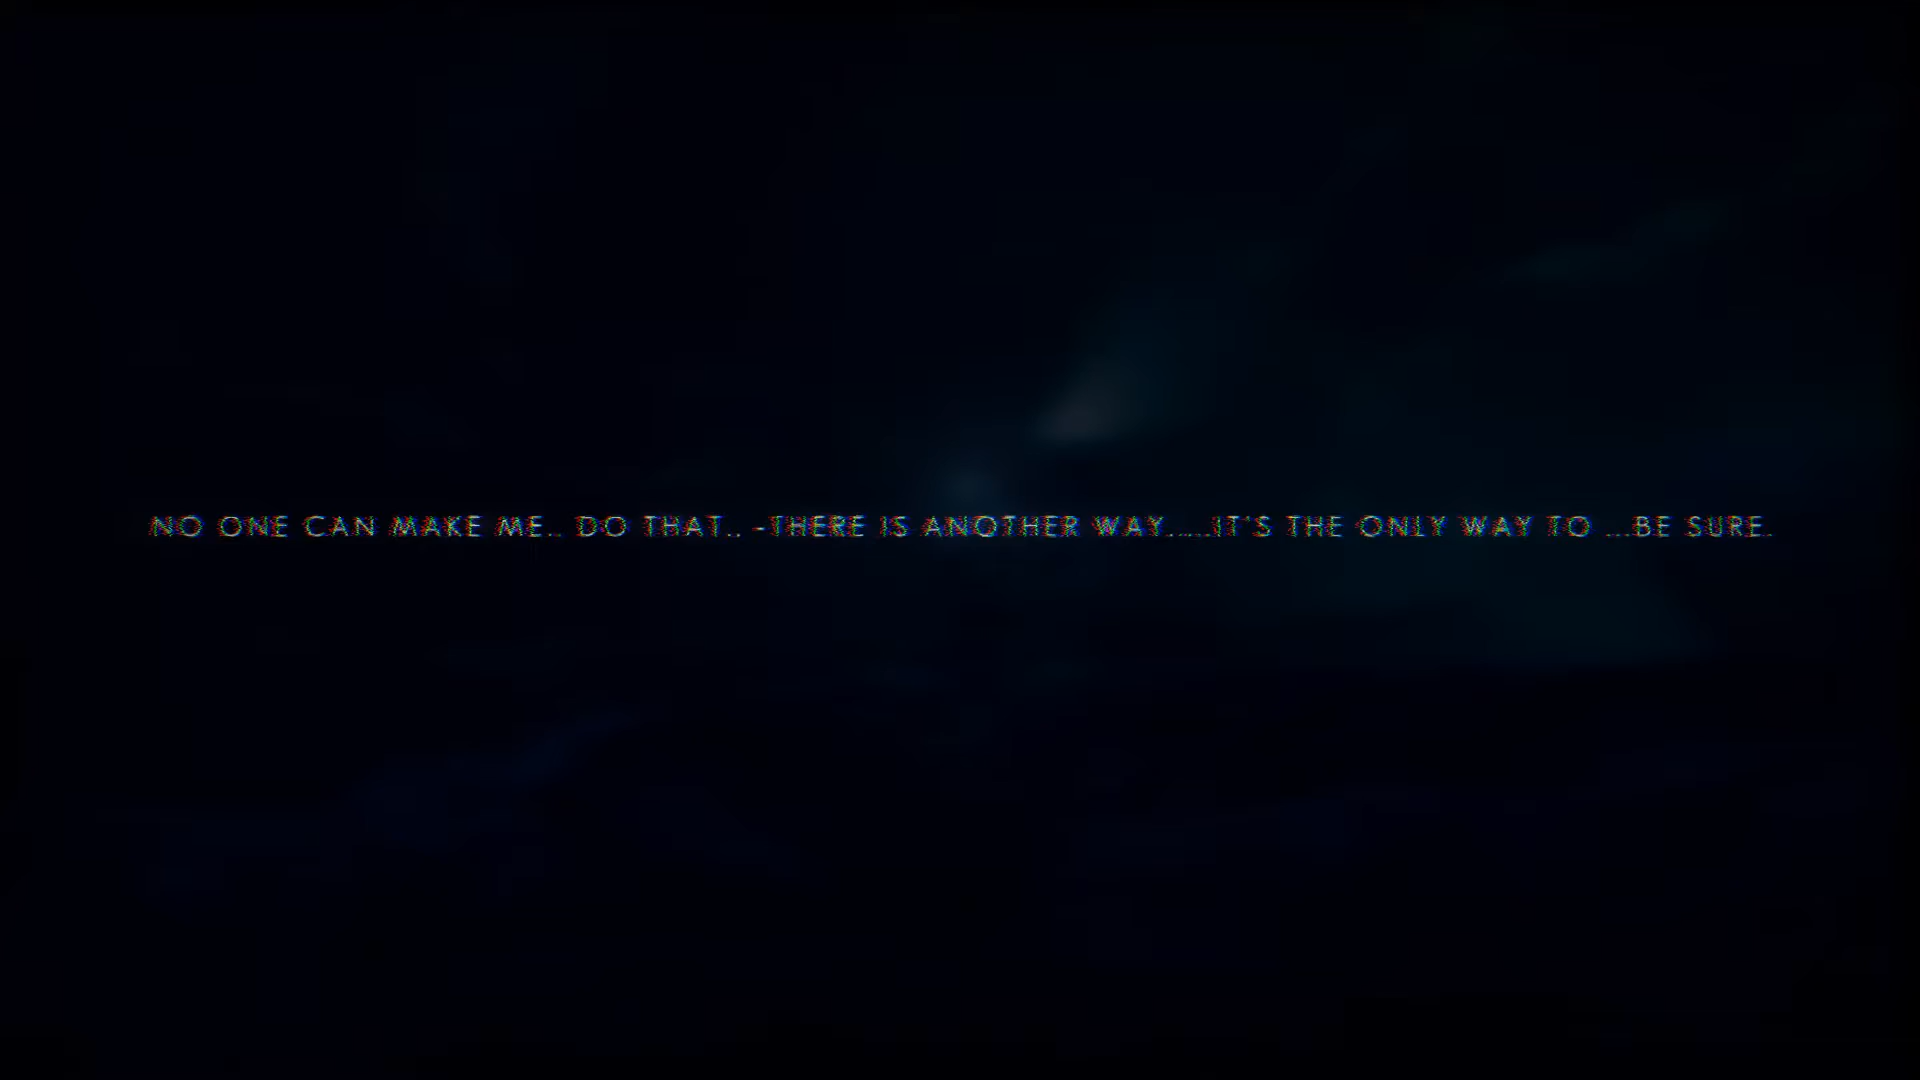 NO ONE CAN MAKE ME.. DO THAT.. -THERE IS ANOTHER WAY.....IT'S THE ONLY WAY TO ...BE SURE.